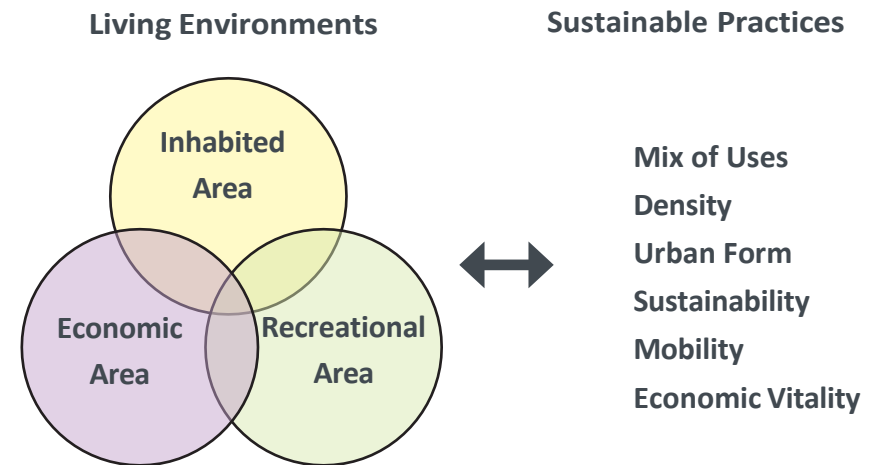 Living Environments
Sustainable Practices
Inhabited
Area
Economic
Area
Recreational
Area
Mix of Uses
Density
Urban Form
Sustainability
Mobility
Economic Vitality